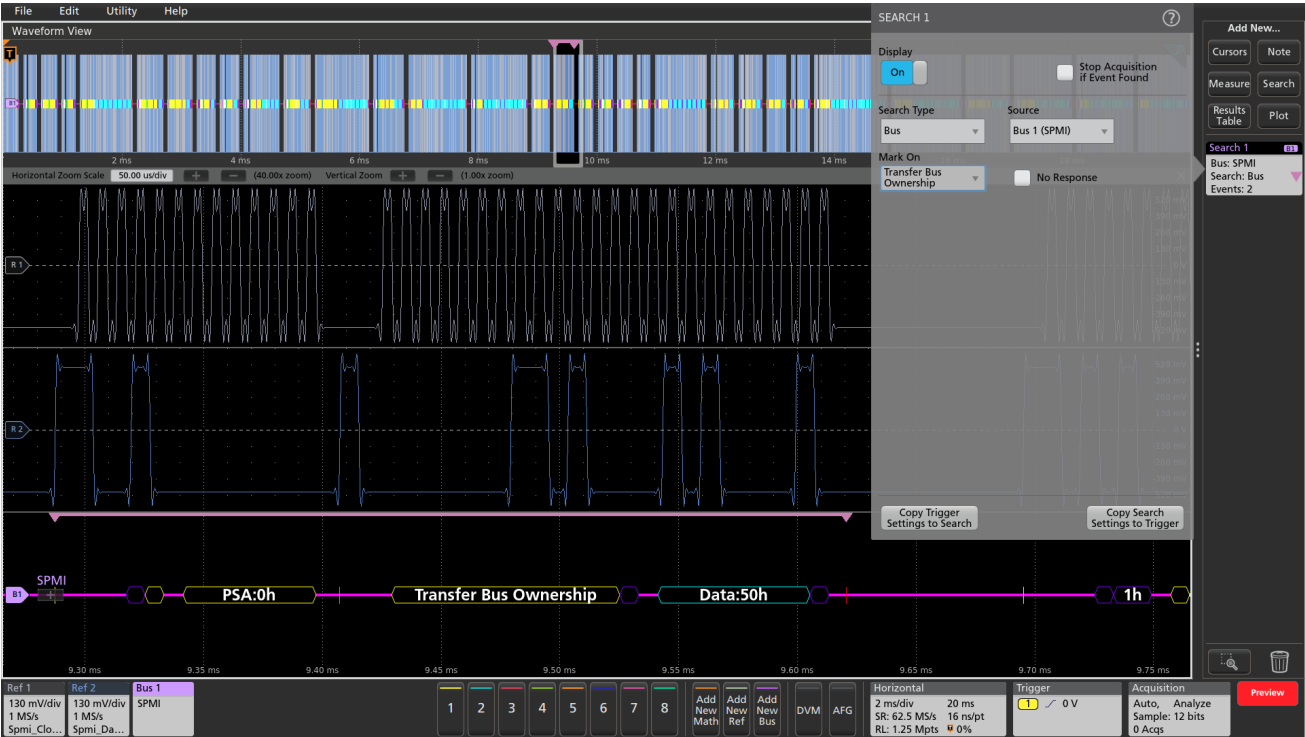 File Edit Utility Help
Waveform View
T
B1
2 ms 4 ms 6 ms 8 ms 10 ms 12 ms 14 ms
Horizontal Zoom Scale 50.00 us/div + — (40.00x zoom) Vertical Zoom + — (1.00x zoom)
R 1
R 2
SPMI
B1 + PSA:0h Transfer Bus Ownership Data:50h 1h
9.30 ms 9.35 ms 9.40 ms 9.45 ms 9.50 ms 9.55 ms 9.60 ms 9.65 ms 9.70 ms 9.75 ms
SEARCH 1 ?
Display
On
Stop Acquisition
if Event Found
Search Type Source
Bus Bus 1 (SPMI)
Mark On
Transfer Bus
Ownership
No Response
Copy Trigger
Settings to Search
Copy Search
Settings to Trigger
Add New...
Cursors Note
Measure Search
Results
Table
Plot
Search 1 B1
Bus: SPMI
Search: Bus
Events: 2
Ref 1
130 mV/div
1 MS/s
Spmi_Clo...
Ref 2
130 mV/div
1 MS/s
Spmi_Da...
Bus 1
SPMI
1 2 3 4 5 6 7 8
Add
New
Math
Add
New
Ref
Add
New
Bus
DVM AFG
Horizontal
2 ms/div 20 ms
SR: 62.5 MS/s 16 ns/pt
RL: 1.25 Mpts T 0%
Trigger
1 0 V
Acquisition
Auto, Analyze
Sample: 12 bits
0 Acqs
Preview